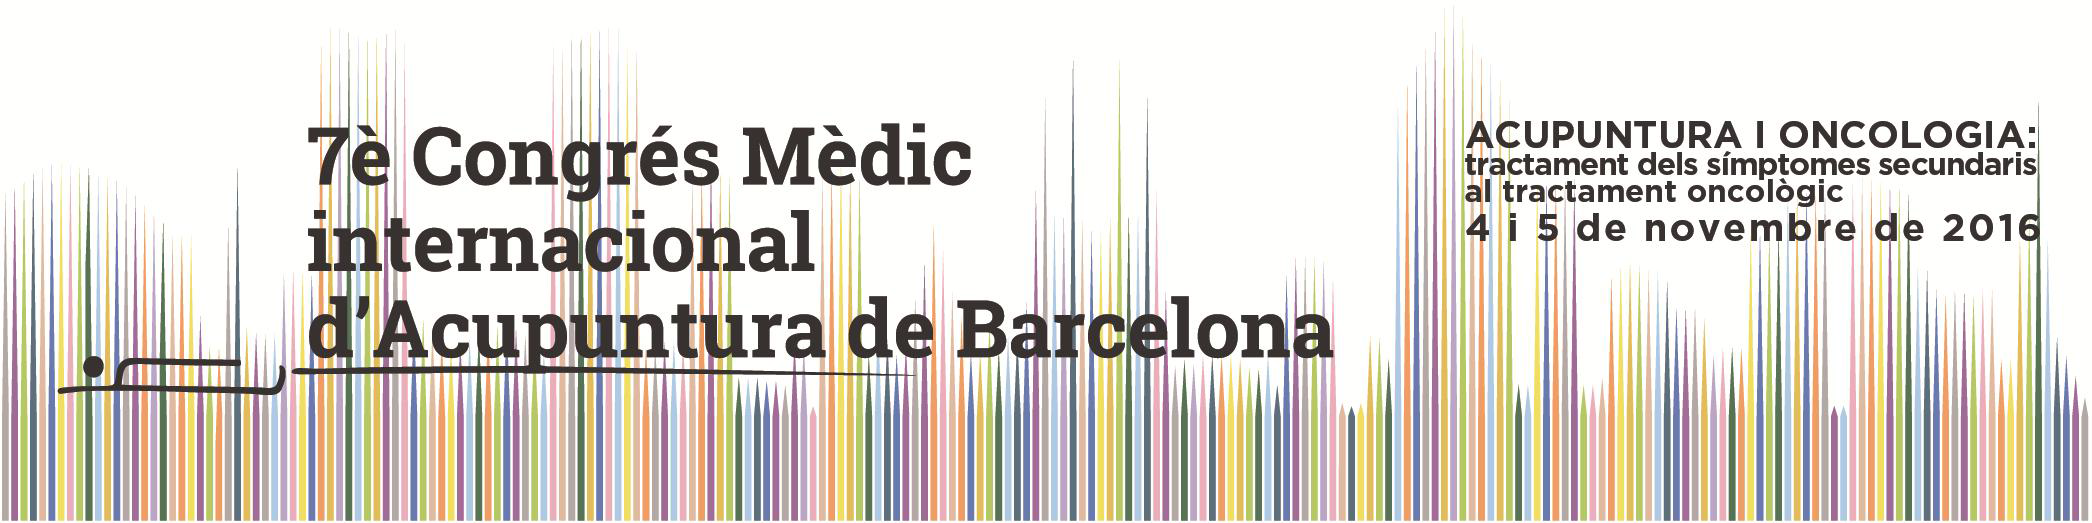 7è Congrés Mèdic
internacional
d'Acupuntura de Barcelona
ACUPUNTURA I ONCOLOGIA:
tractament dels símptomes secundaris
al tractament oncològic
4 i 5 de novembre de 2016